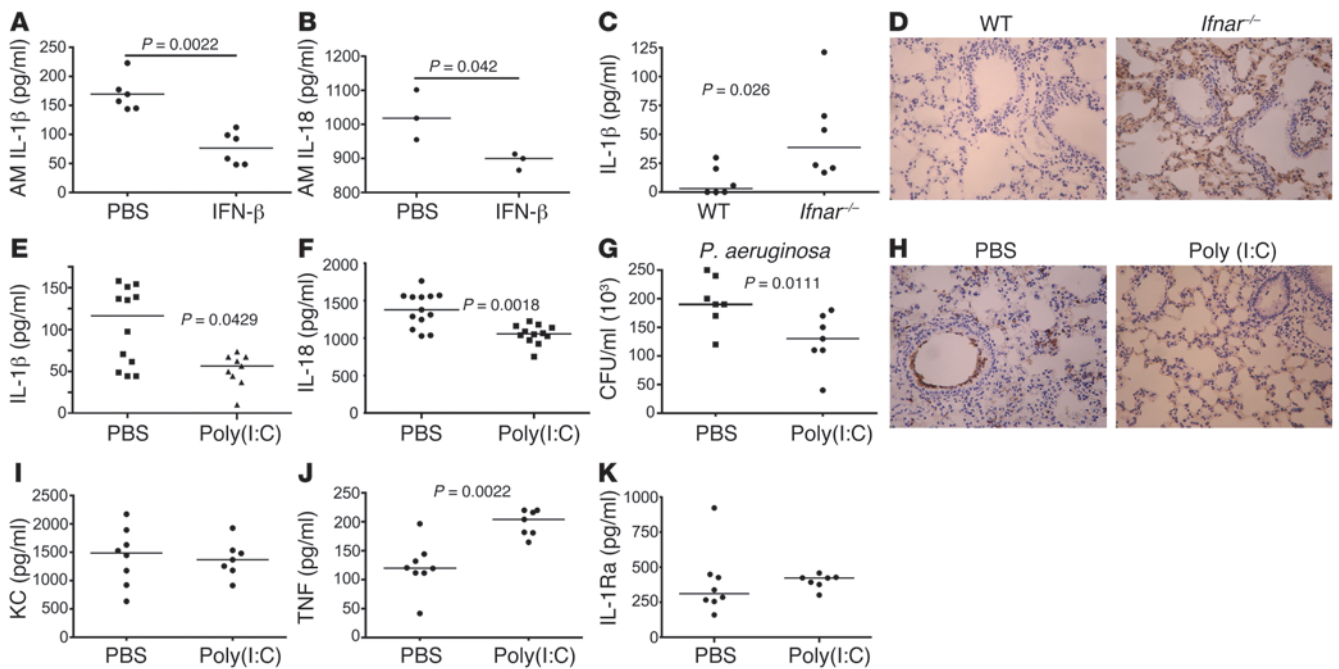 A
AM IL-1β (pg/ml)
250
200
150
100
50
0
P = 0.0022
PBS
IFN-β
B
AM IL-18 (pg/ml)
1200
1100
1000
900
800
P = 0.042
PBS
IFN-β
C
IL-1β (pg/ml)
125
100
75
50
25
0
P = 0.026
WT
Ifnar–/–
D
WT
Ifnar–/–
E
IL-1β (pg/ml)
150
100
50
0
P = 0.0429
PBS
Poly(I:C)
F
IL-18 (pg/ml)
2000
1500
1000
500
0
P = 0.0018
PBS
Poly(I:C)
G
P. aeruginosa
CFU/ml (10³)
250
200
150
100
50
0
P = 0.0111
PBS
Poly(I:C)
H
PBS
Poly (I:C)
I
KC (pg/ml)
2500
2000
1500
1000
500
0
PBS
Poly(I:C)
J
TNF (pg/ml)
250
200
150
100
50
0
P = 0.0022
PBS
Poly(I:C)
K
IL-1Ra (pg/ml)
1000
750
500
250
0
PBS
Poly(I:C)